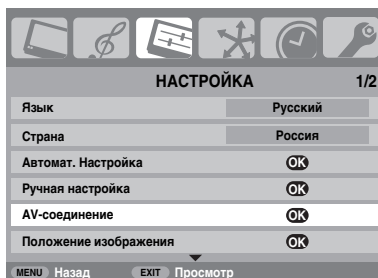 НАСТРОЙКА 1/2
Язык Русский
Страна Россия
Автомат. Настройка OK
Ручная настройка OK
AV-соединение OK
Положение изображения OK
MENU Назад EXIT Просмотр